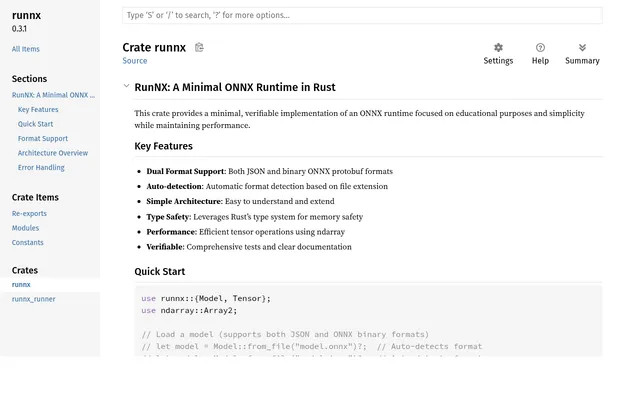 runnx
0.3.1
All Items
Sections
RunNX: A Minimal ONNX ...
Key Features
Quick Start
Format Support
Architecture Overview
Error Handling
Crate Items
Re-exports
Modules
Constants
Crates
runnx
runnx_runner
Type ‘S’ or ‘/’ to search, ‘?’ for more options…
Crate runnx
Source
Settings
Help
Summary
RunNX: A Minimal ONNX Runtime in Rust
This crate provides a minimal, verifiable implementation of an ONNX runtime focused on educational purposes and simplicity
while maintaining performance.
Key Features
• Dual Format Support: Both JSON and binary ONNX protobuf formats
• Auto-detection: Automatic format detection based on file extension
• Simple Architecture: Easy to understand and extend
• Type Safety: Leverages Rust’s type system for memory safety
• Performance: Efficient tensor operations using ndarray
• Verifiable: Comprehensive tests and clear documentation
Quick Start
use runnx::{Model, Tensor};
use ndarray::Array2;
// Load a model (supports both JSON and ONNX binary formats)
// let model = Model::from_file("model.onnx")?;  // Auto-detects format